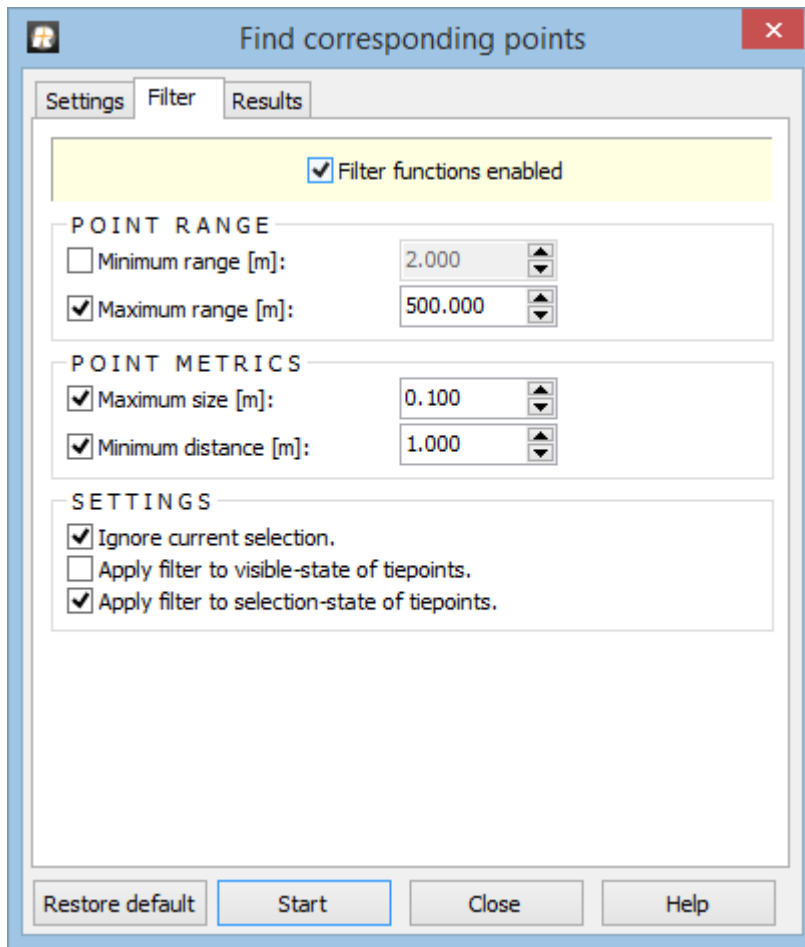 Find corresponding points
Settings Filter Results
Filter functions enabled
POINT RANGE
Minimum range [m]: 2.000
Maximum range [m]: 500.000
POINT METRICS
Maximum size [m]: 0.100
Minimum distance [m]: 1.000
SETTINGS
Ignore current selection.
Apply filter to visible-state of tiepoints.
Apply filter to selection-state of tiepoints.
Restore default Start Close Help